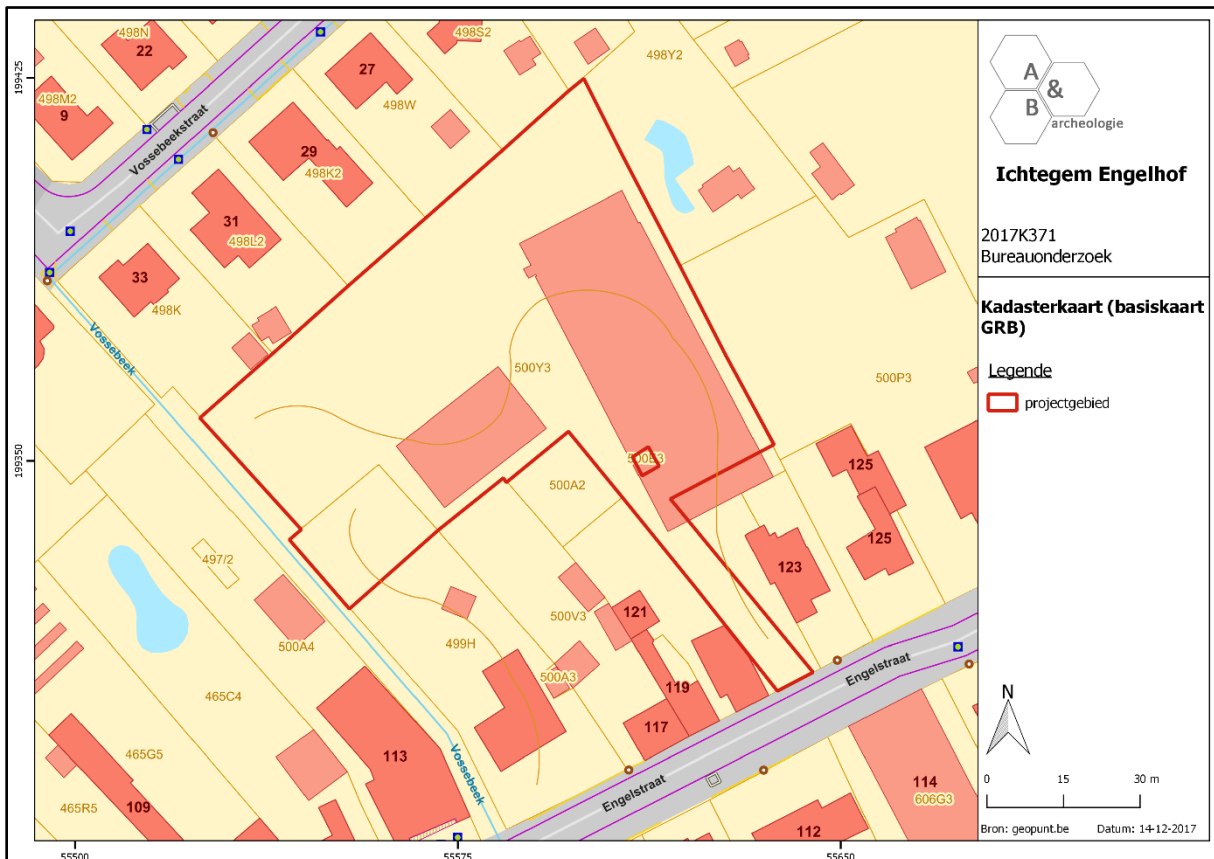 199425
199350
55500
55575
55650
498N
22
498M2
9
Vossebeekstraat
27
498W
498S2
498Y2
29
498K2
31
498L2
33
498K
Vossebeek
500Y3
500P3
500E3
500A2
125
125
123
497/2
500A4
499H
500V3
121
500A3
119
117
Engelstraat
Engelstraat
465C4
465G5
465R5
109
113
Vossebeek
114
606G3
112
A
&
B
archeologie
Ichtegem Engelhof
2017K371
Bureauonderzoek
Kadasterkaart (basiskaart
GRB)
Legende
projectgebied
N
0 15 30 m
Bron: geopunt.be Datum: 14-12-2017